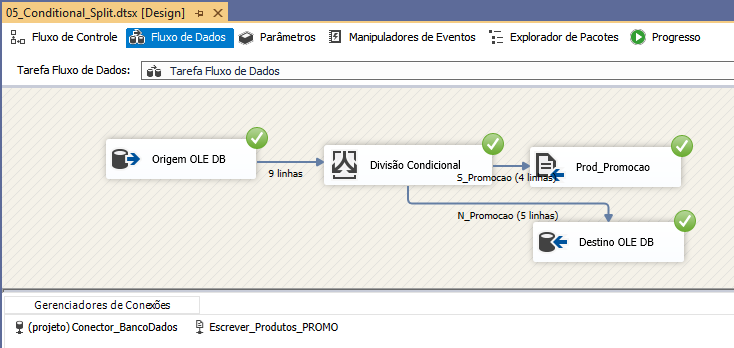 05_Conditional_Split.dtsx [Design]
Fluxo de Controle Fluxo de Dados Parâmetros Manipuladores de Eventos Explorador de Pacotes Progresso
Tarefa Fluxo de Dados: Tarefa Fluxo de Dados
Origem OLE DB
9 linhas
Divisão Condicional
S_Promocao (4 linhas)
Prod_Promocao
N_Promocao (5 linhas)
Destino OLE DB
Gerenciadores de Conexões
(projeto) Conector_BancoDados Escrever_Produtos_PROMO